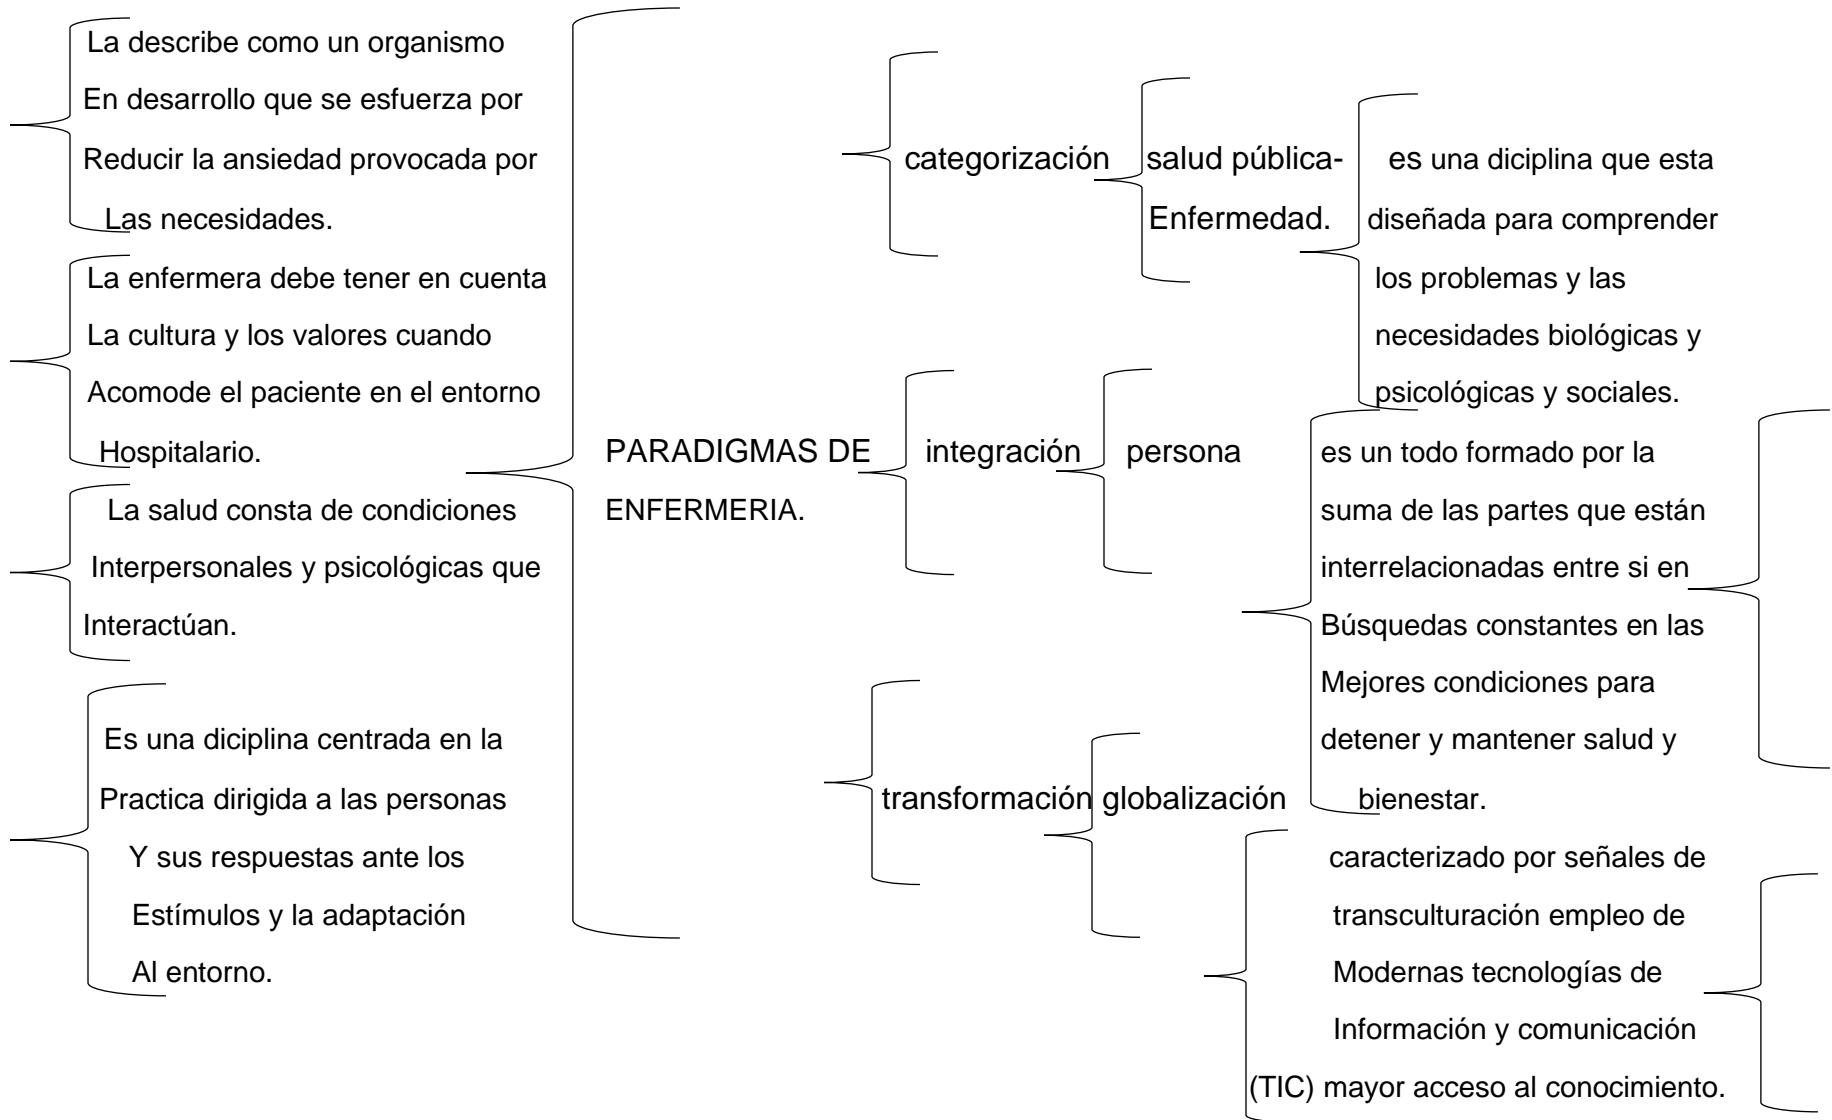 La describe como un organismo
En desarrollo que se esfuerza por
Reducir la ansiedad provocada por
Las necesidades.
La enfermera debe tener en cuenta
La cultura y los valores cuando
Acomode el paciente en el entorno
Hospitalario.
La salud consta de condiciones
Interpersonales y psicológicas que
Interactúan.
Es una diciplina centrada en la
Practica dirigida a las personas
Y sus respuestas ante los
Estímulos y la adaptación
Al entorno.
PARADIGMAS DE
ENFERMERIA.
categorización
salud pública-
Enfermedad.
es una diciplina que esta
diseñada para comprender
los problemas y las
necesidades biológicas y
psicológicas y sociales.
integración
persona
es un todo formado por la
suma de las partes que están
interrelacionadas entre si en
Búsquedas constantes en las
Mejores condiciones para
detener y mantener salud y
bienestar.
transformación
globalización
caracterizado por señales de
transculturación empleo de
Modernas tecnologías de
Información y comunicación
(TIC) mayor acceso al conocimiento.